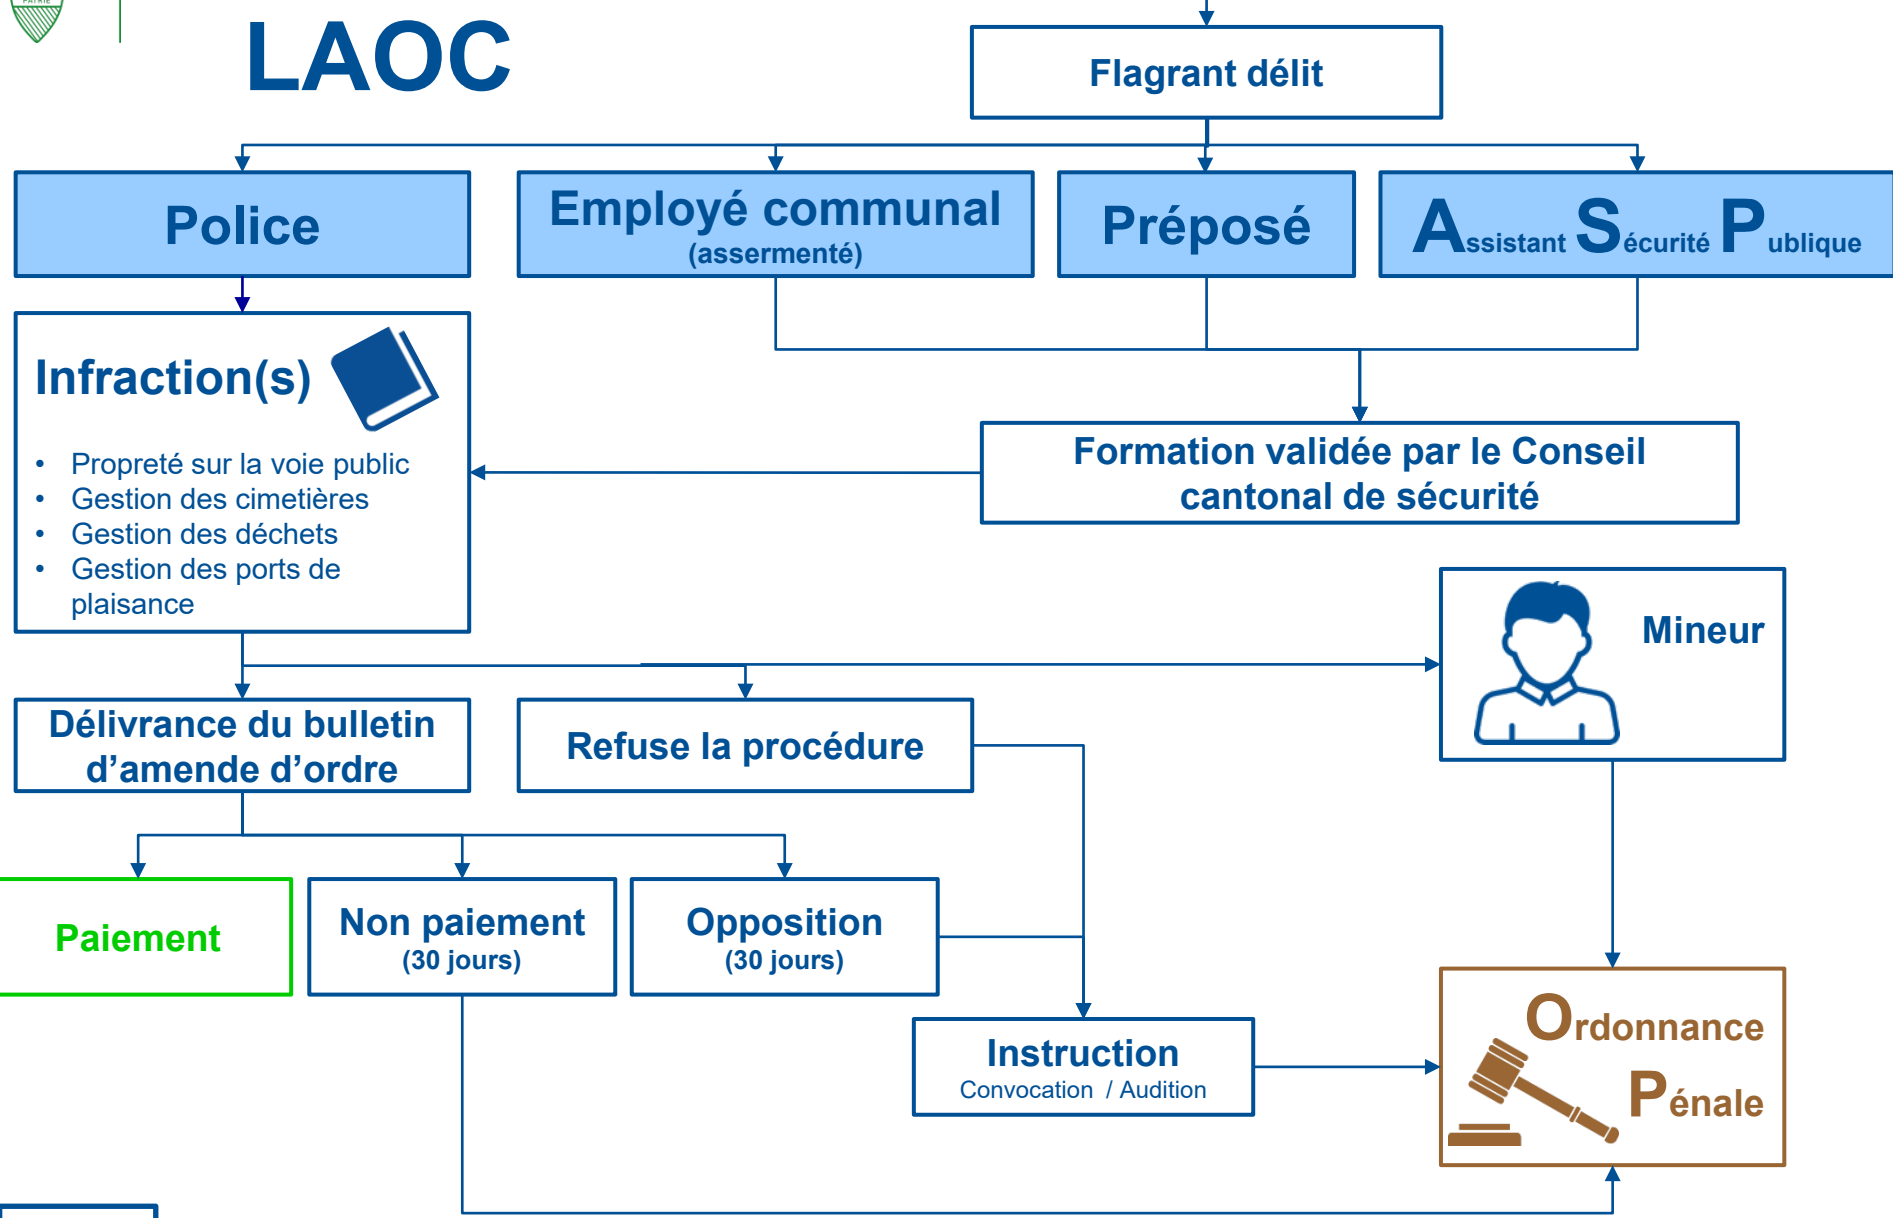 PATRIE
LAOC
Flagrant délit
Police
Employé communal
(assermenté)
Préposé
Assistant Sécurité Publique
Infraction(s)
• Propreté sur la voie public
• Gestion des cimetières
• Gestion des déchets
• Gestion des ports de
plaisance
Formation validée par le Conseil
cantonal de sécurité
Mineur
Délivrance du bulletin
d’amende d’ordre
Refuse la procédure
Paiement
Non paiement
(30 jours)
Opposition
(30 jours)
Instruction
Convocation / Audition
Ordonnance
Pénale